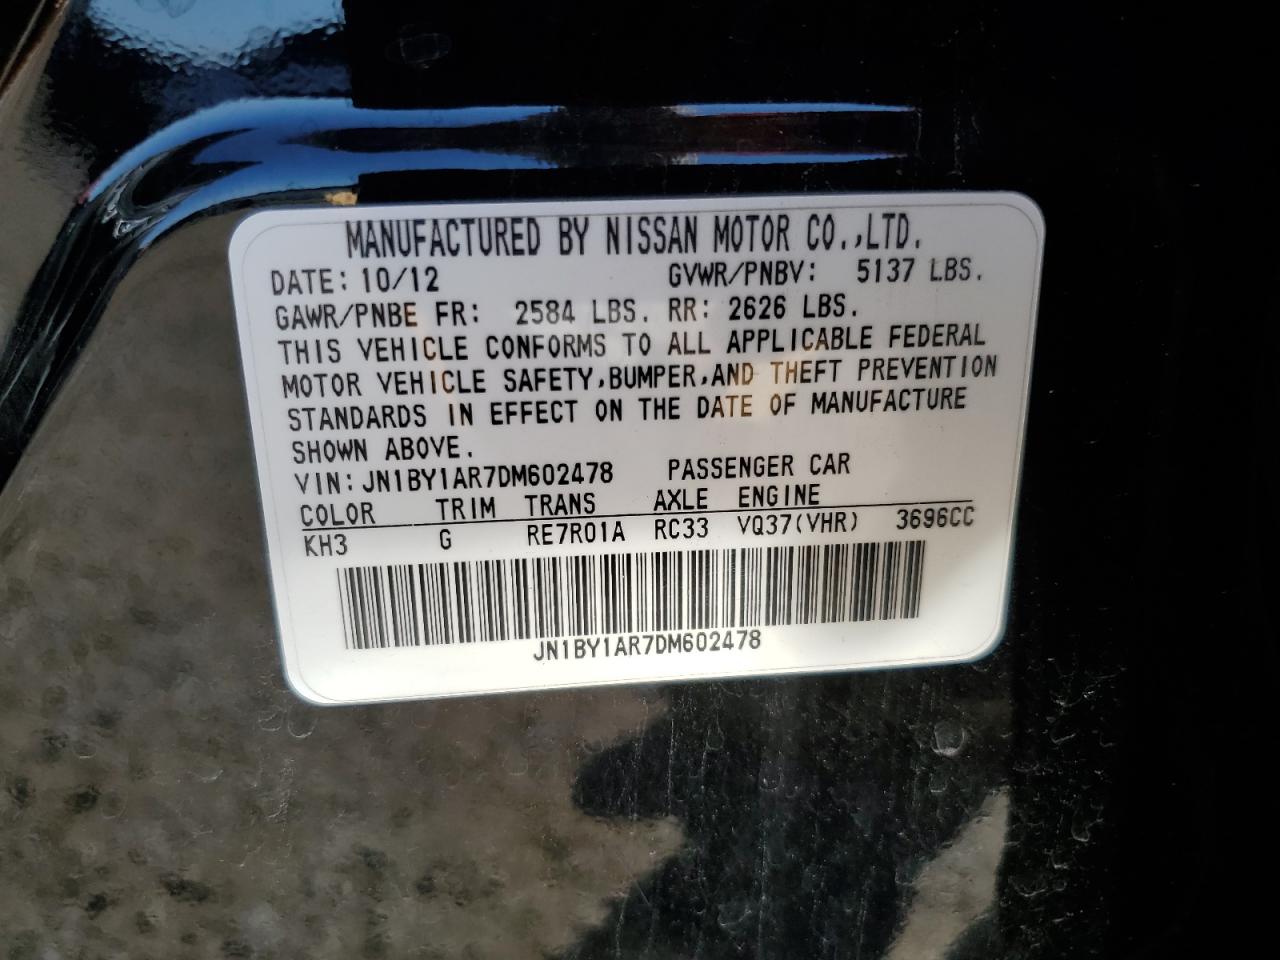 MANUFACTURED BY NISSAN MOTOR CO.,LTD.
DATE: 10/12 GVWR/PNBV: 5137 LBS.
GAWR/PNBE FR: 2584 LBS. RR: 2626 LBS.
THIS VEHICLE CONFORMS TO ALL APPLICABLE FEDERAL
MOTOR VEHICLE SAFETY,BUMPER,AND THEFT PREVENTION
STANDARDS IN EFFECT ON THE DATE OF MANUFACTURE
SHOWN ABOVE.
VIN: JN1BY1AR7DM602478 PASSENGER CAR
COLOR TRIM TRANS AXLE ENGINE
KH3 G RE7R01A RC33 VQ37(VHR) 3696CC
JN1BY1AR7DM602478